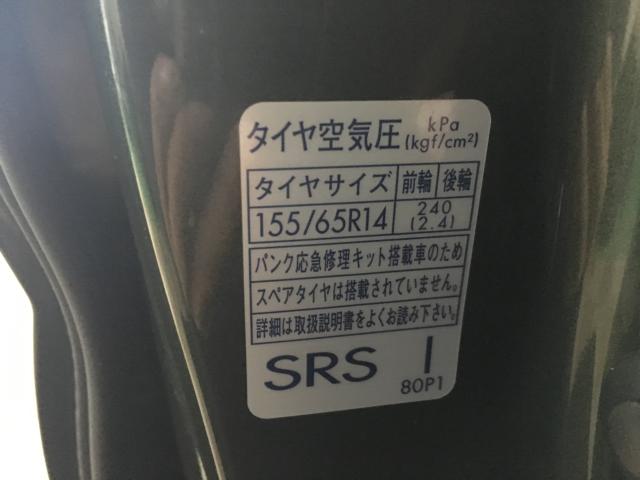 タイヤ空気圧 kPa (kgf/cm²)
タイヤサイズ 前輪 後輪
155/65R14 240 (2.4)
パンク応急修理キット搭載車のため
スペアタイヤは搭載されていません。
詳細は取扱説明書をよくお読み下さい。
SRS I
80P1